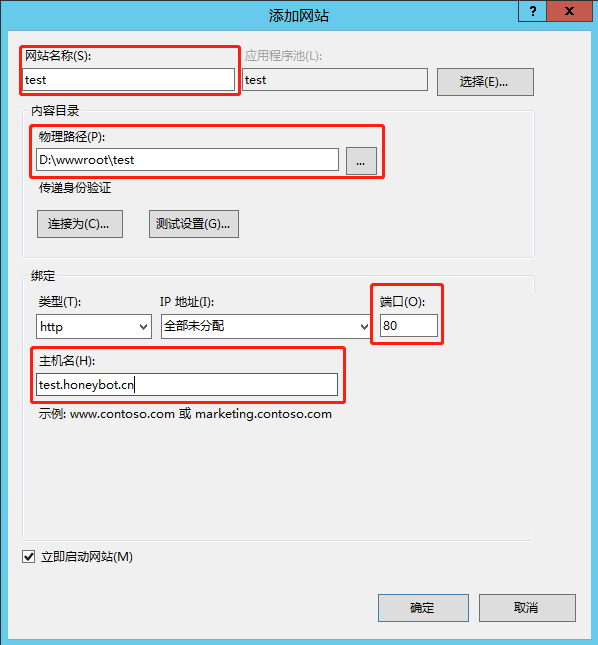 添加网站
?
x
网站名称(S):
应用程序池(L):
test
test
选择(E)...
内容目录
物理路径(P):
D:\wwwroot\test
...
传递身份验证
连接为(C)...
测试设置(G)...
绑定
类型(T):
IP 地址(I):
端口(O):
http
全部未分配
80
主机名(H):
test.honeybot.cn
示例: www.contoso.com 或 marketing.contoso.com
立即启动网站(M)
确定
取消